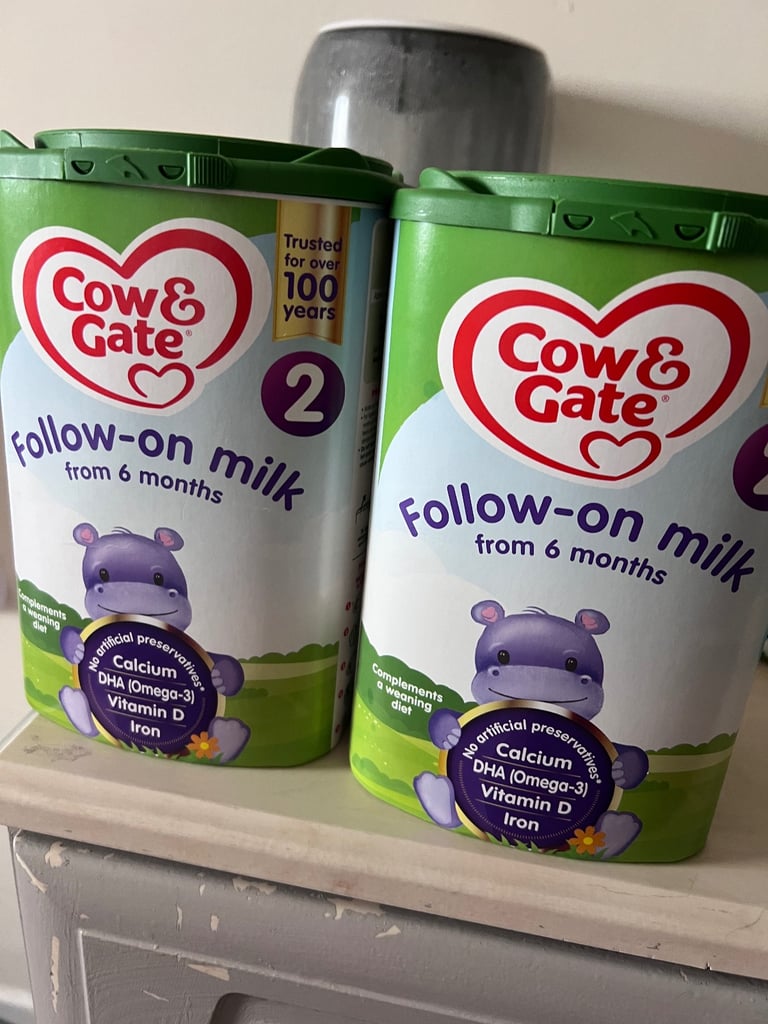 Cow &
Gate®
Trusted
for over
100
years
2
Follow-on milk
from 6 months
Complements
a weaning
diet
No artificial preservatives*
Calcium
DHA (Omega-3)
Vitamin D
Iron
Cow &
Gate®
2
Follow-on milk
from 6 months
Complements
a weaning
diet
No artificial preservatives*
Calcium
DHA (Omega-3)
Vitamin D
Iron